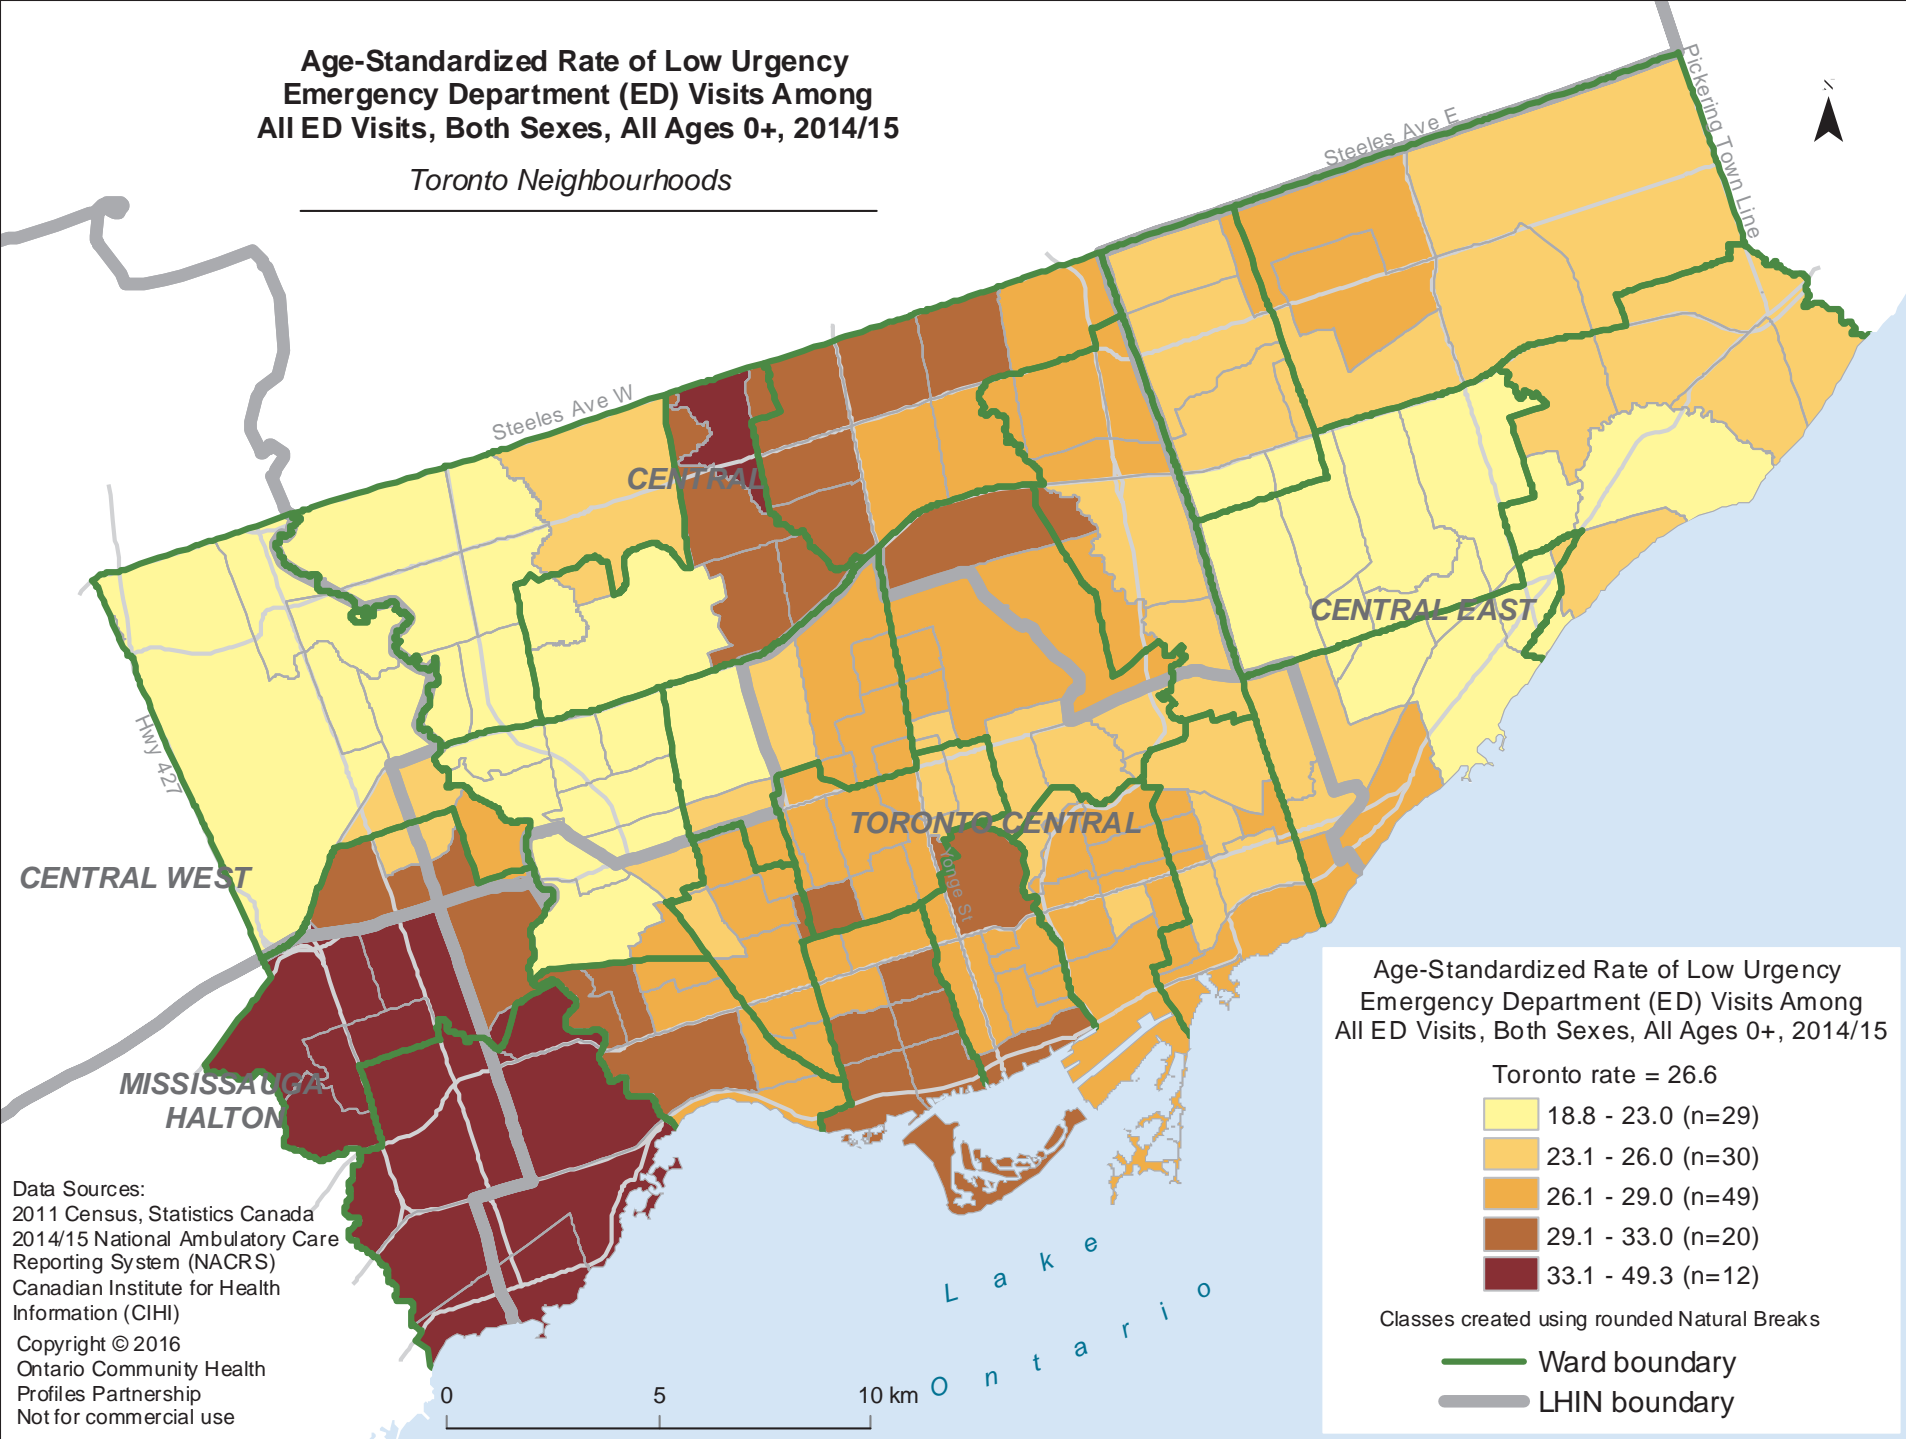 Age-Standardized Rate of Low Urgency
Emergency Department (ED) Visits Among
All ED Visits, Both Sexes, All Ages 0+, 2014/15
Toronto Neighbourhoods
N
Pickering Town Line
Steeles Ave E
Steeles Ave W
CENTRAL
CENTRAL EAST
Hwy 427
TORONTO CENTRAL
CENTRAL WEST
Yonge St
MISSISSAUGA
HALTON
Lake
Ontario
Age-Standardized Rate of Low Urgency
Emergency Department (ED) Visits Among
All ED Visits, Both Sexes, All Ages 0+, 2014/15
Toronto rate = 26.6
18.8 - 23.0 (n=29)
23.1 - 26.0 (n=30)
26.1 - 29.0 (n=49)
29.1 - 33.0 (n=20)
33.1 - 49.3 (n=12)
Classes created using rounded Natural Breaks
Ward boundary
LHIN boundary
Data Sources:
2011 Census, Statistics Canada
2014/15 National Ambulatory Care
Reporting System (NACRS)
Canadian Institute for Health
Information (CIHI)
Copyright © 2016
Ontario Community Health
Profiles Partnership
Not for commercial use
0 5 10 km